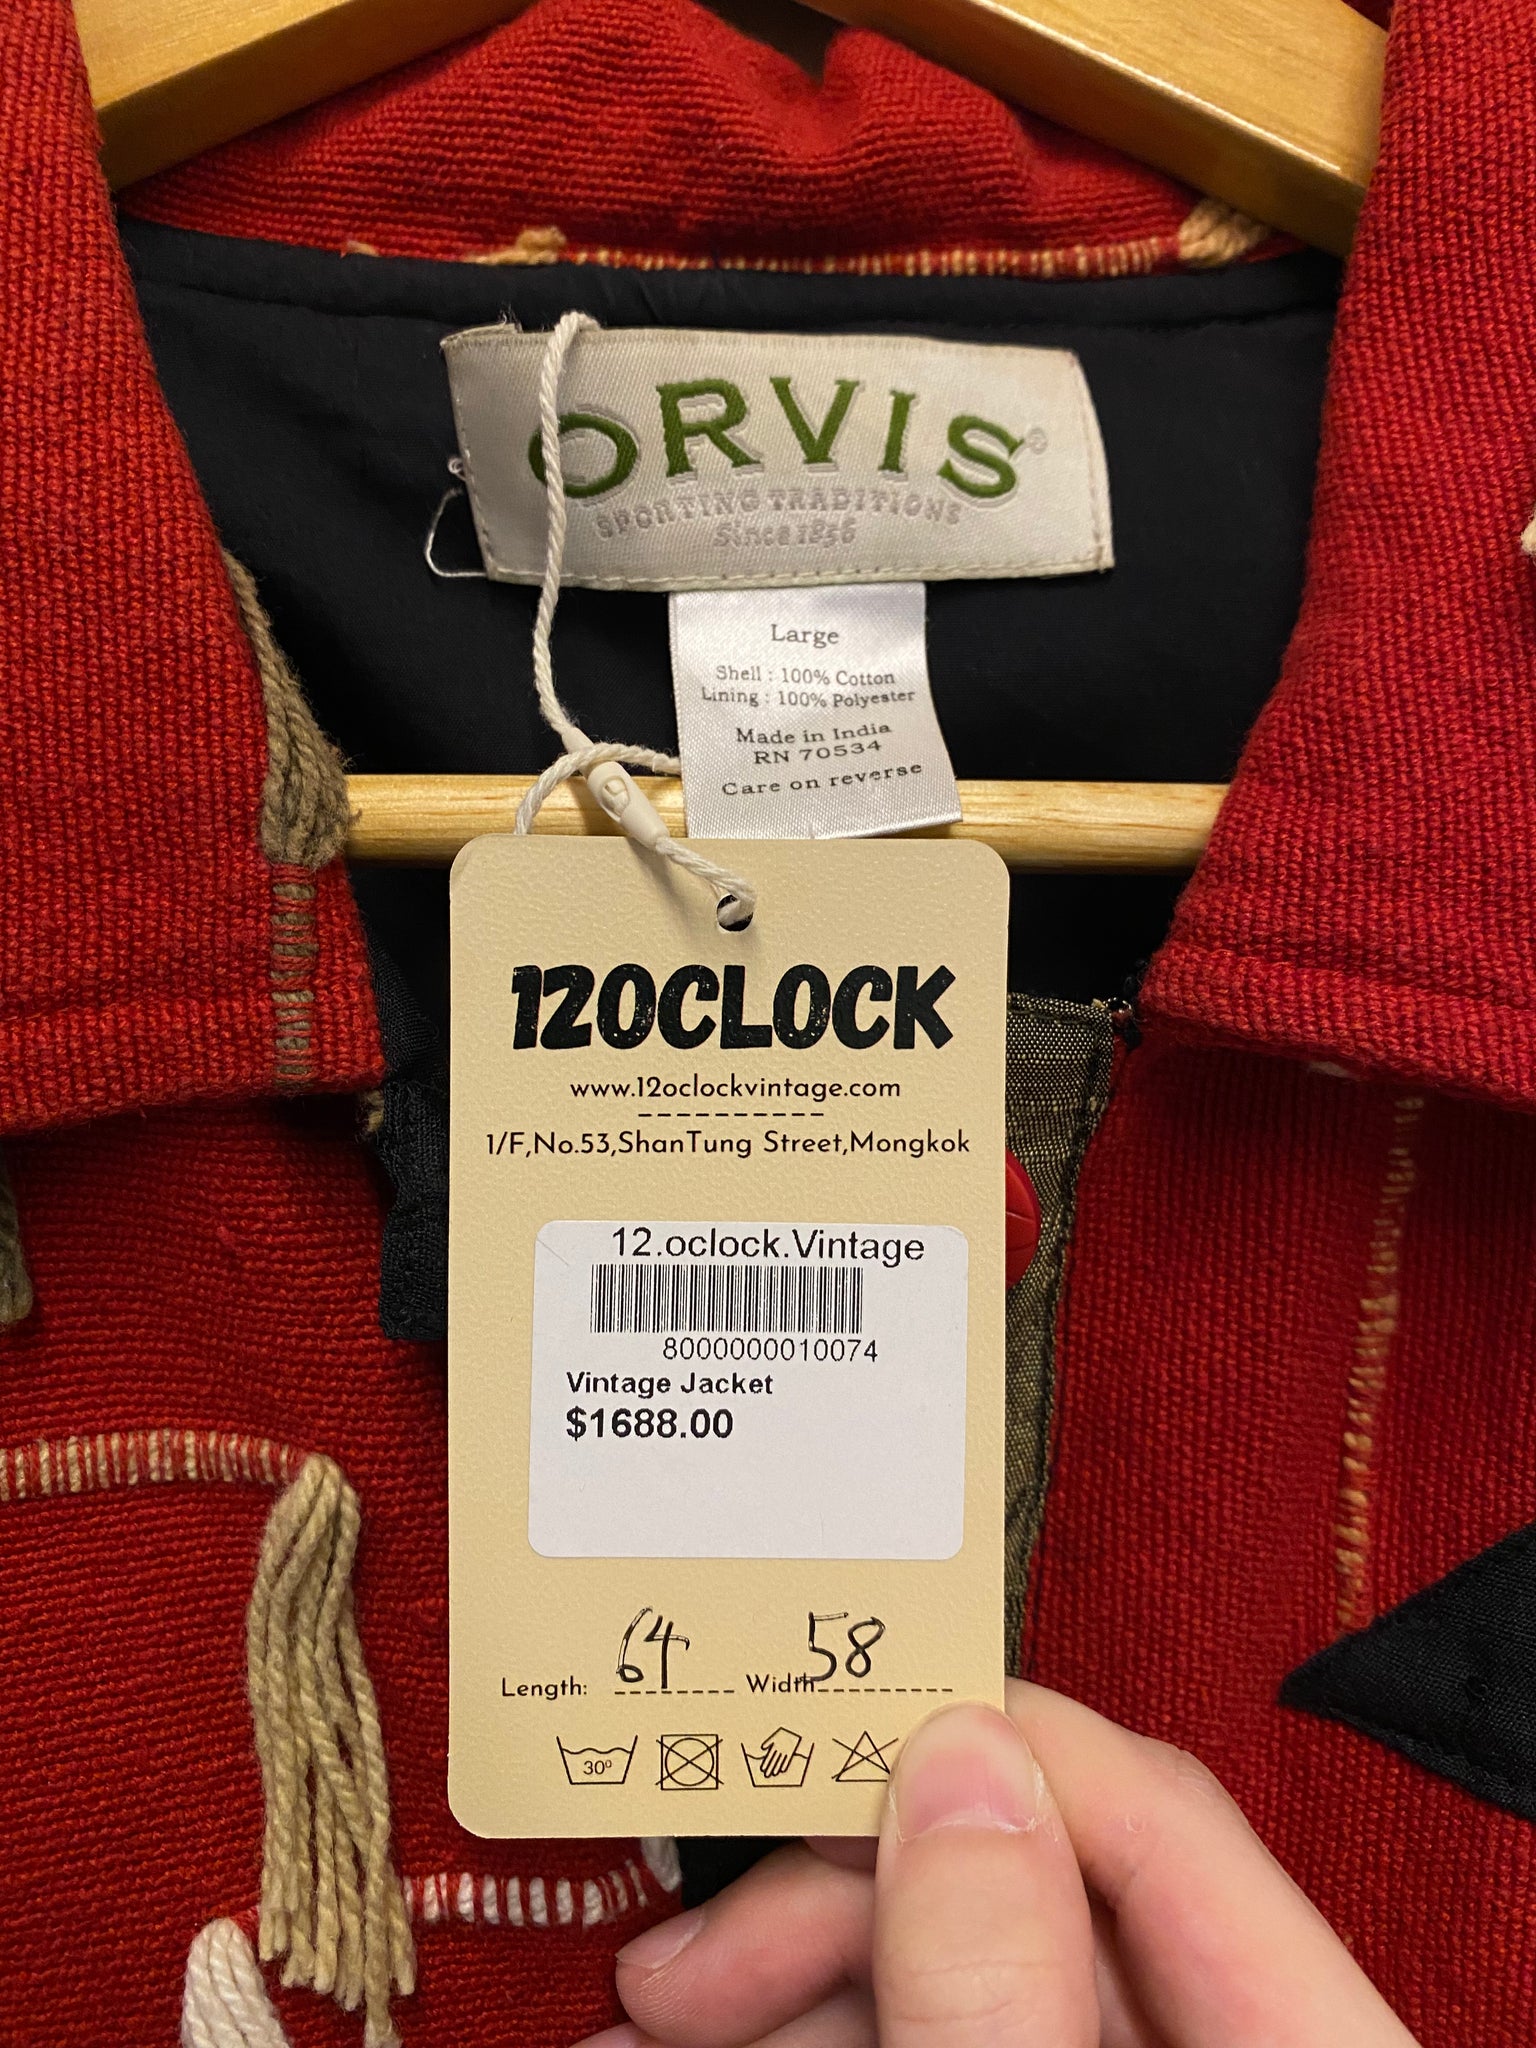 ORVIS®
SPORTING TRADITIONS
Since 1856
Large
Shell : 100% Cotton
Lining : 100% Polyester
Made in India
RN 70534
Care on reverse
12OCLOCK
www.12oclockvintage.com
1/F,No.53,ShanTung Street,Mongkok
12.oclock.Vintage
8000000010074
Vintage Jacket
$1688.00
Length: 64 Width 58
30°